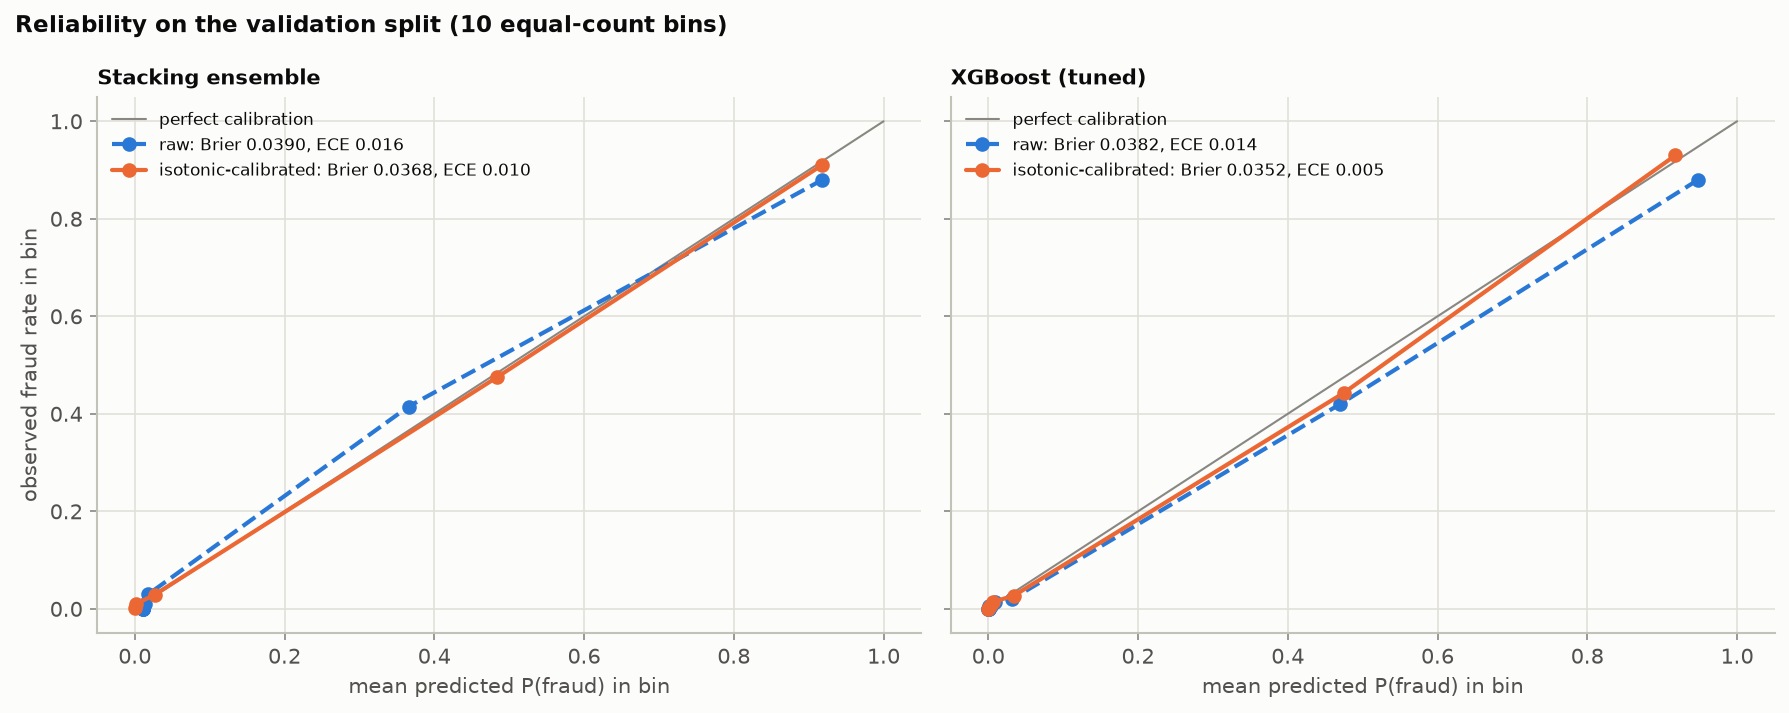 Reliability on the validation split (10 equal-count bins)
Stacking ensemble
perfect calibration
raw: Brier 0.0390, ECE 0.016
isotonic-calibrated: Brier 0.0368, ECE 0.010
observed fraud rate in bin
1.0
0.8
0.6
0.4
0.2
0.0
0.0 0.2 0.4 0.6 0.8 1.0
mean predicted P(fraud) in bin
XGBoost (tuned)
perfect calibration
raw: Brier 0.0382, ECE 0.014
isotonic-calibrated: Brier 0.0352, ECE 0.005
0.0 0.2 0.4 0.6 0.8 1.0
mean predicted P(fraud) in bin